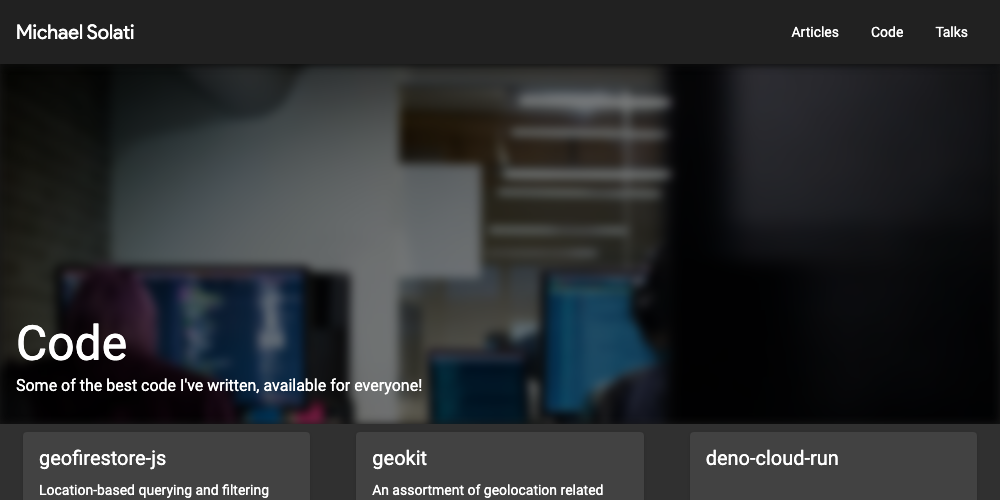 Michael Solati
Articles
Code
Talks
Code
Some of the best code I've written, available for everyone!
geofirestore-js
geokit
deno-cloud-run
Location-based querying and filtering
An assortment of geolocation related